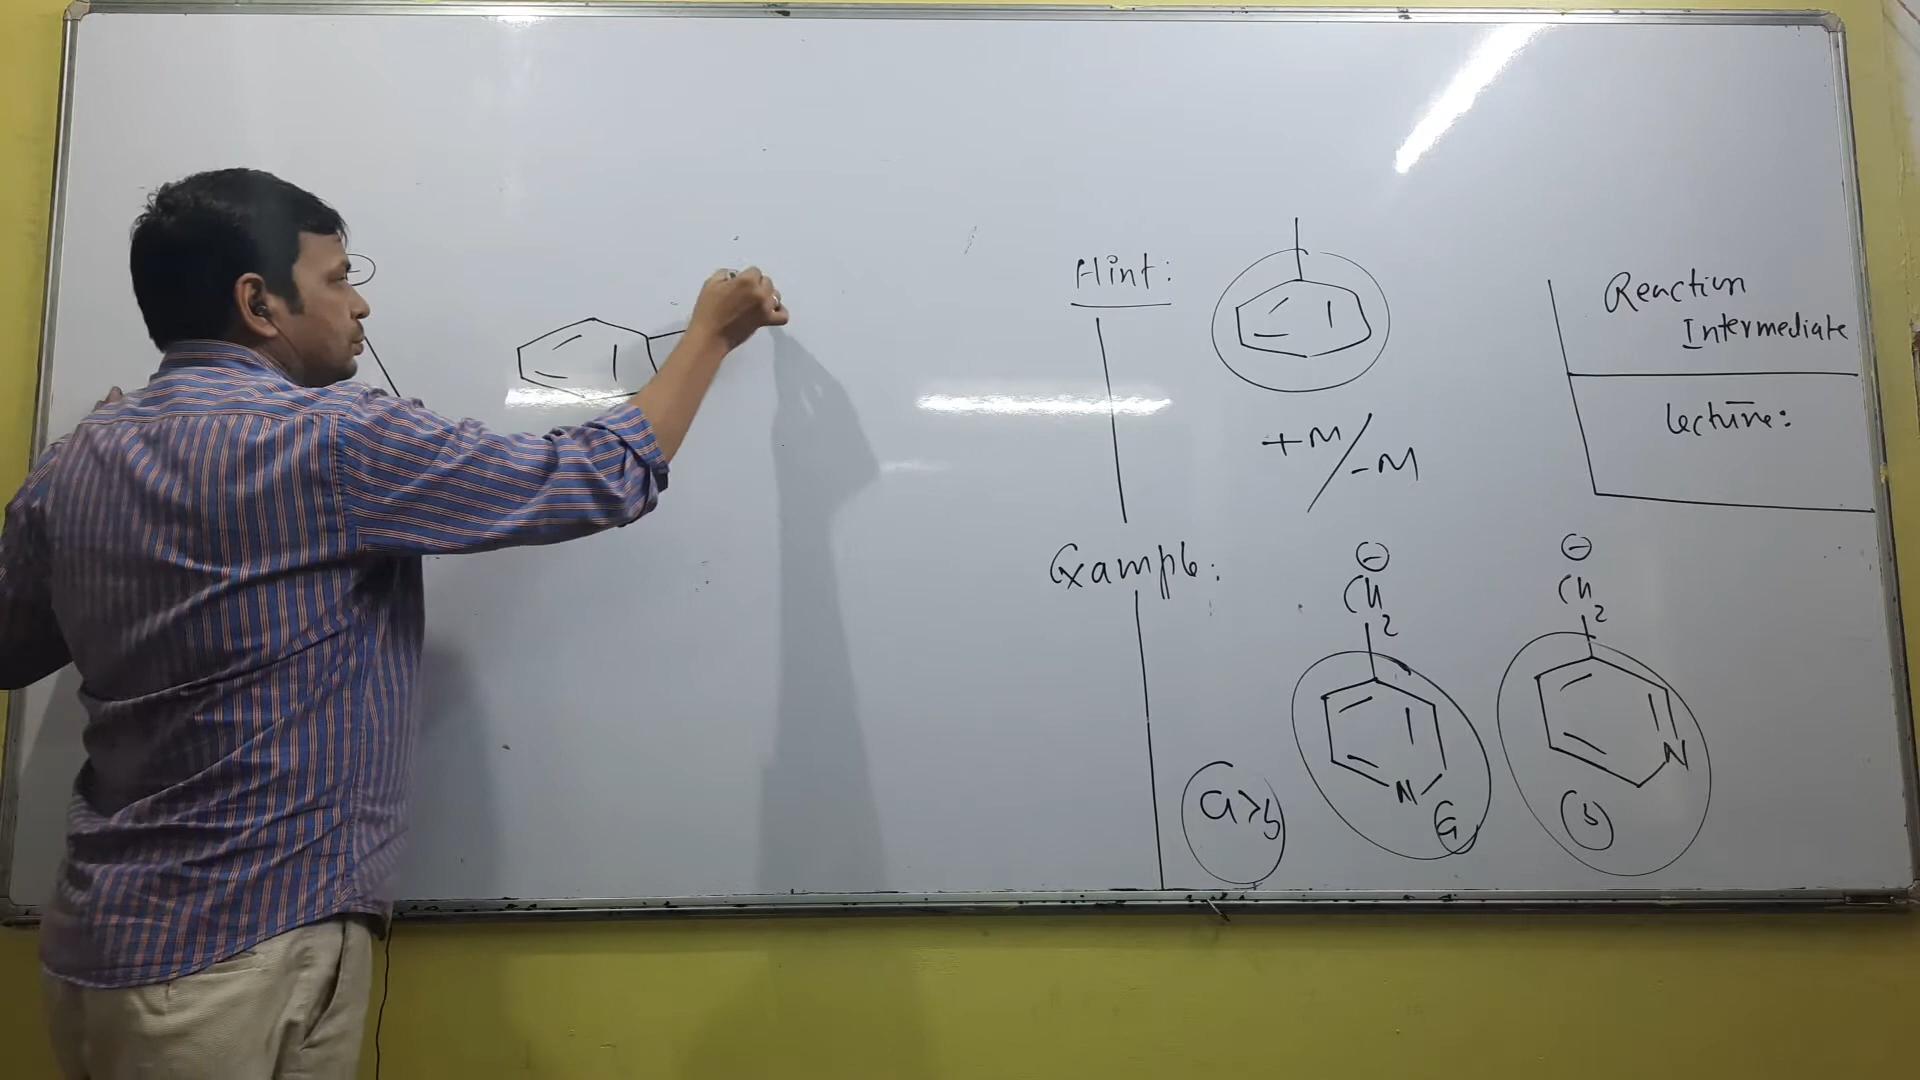 Hint:
+M/-M
Reaction
Intermediate
Lecture:
Example:
⊖
CH2
N
a
⊖
CH2
N
(b)
a>b